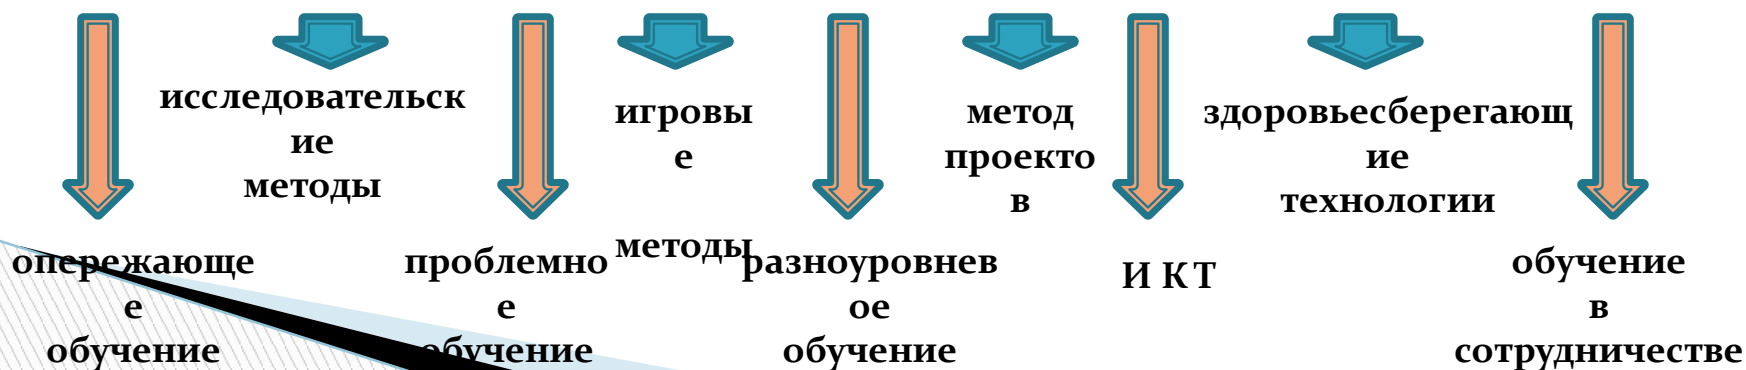 исследовательск
ие
методы
игровы
е
методы
метод
проекто
в
здоровьесберегающ
ие
технологии
опережающе
е
обучение
проблемно
е
обучение
разноуровнев
ое
обучение
И КТ
обучение
в
сотрудничестве